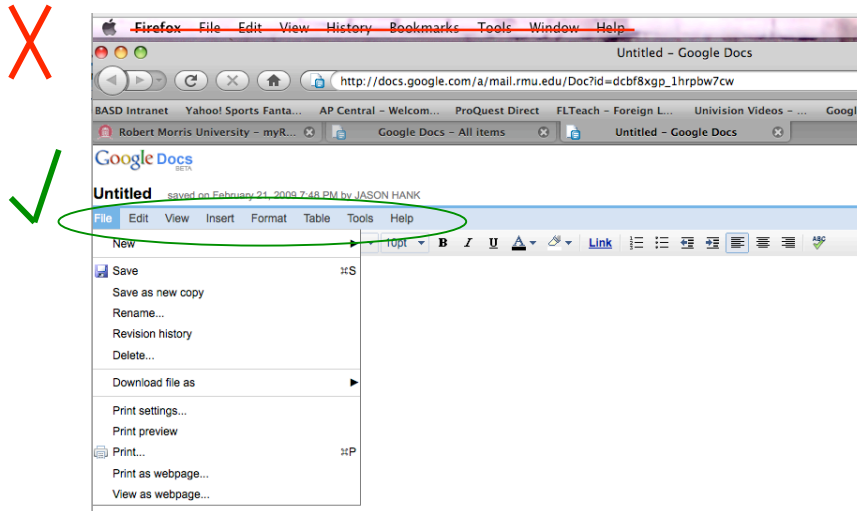 Firefox File Edit View History Bookmarks Tools Window Help
Untitled – Google Docs
http://docs.google.com/a/mail.rmu.edu/Doc?id=dcbf8xgp_1hrpbw7cw
BASD Intranet Yahoo! Sports Fanta... AP Central – Welcom... ProQuest Direct FLTeach – Foreign L... Univision Videos – ... Googl
Robert Morris University – myR... Google Docs – All items Untitled – Google Docs
Google Docs
BETA
Untitled saved on February 21, 2009 7:48 PM by JASON HANK
File Edit View Insert Format Table Tools Help
New 10pt B I U A Link ABC
Save ⌘S
Save as new copy
Rename...
Revision history
Delete...
Download file as
Print settings...
Print preview
Print... ⌘P
Print as webpage...
View as webpage...